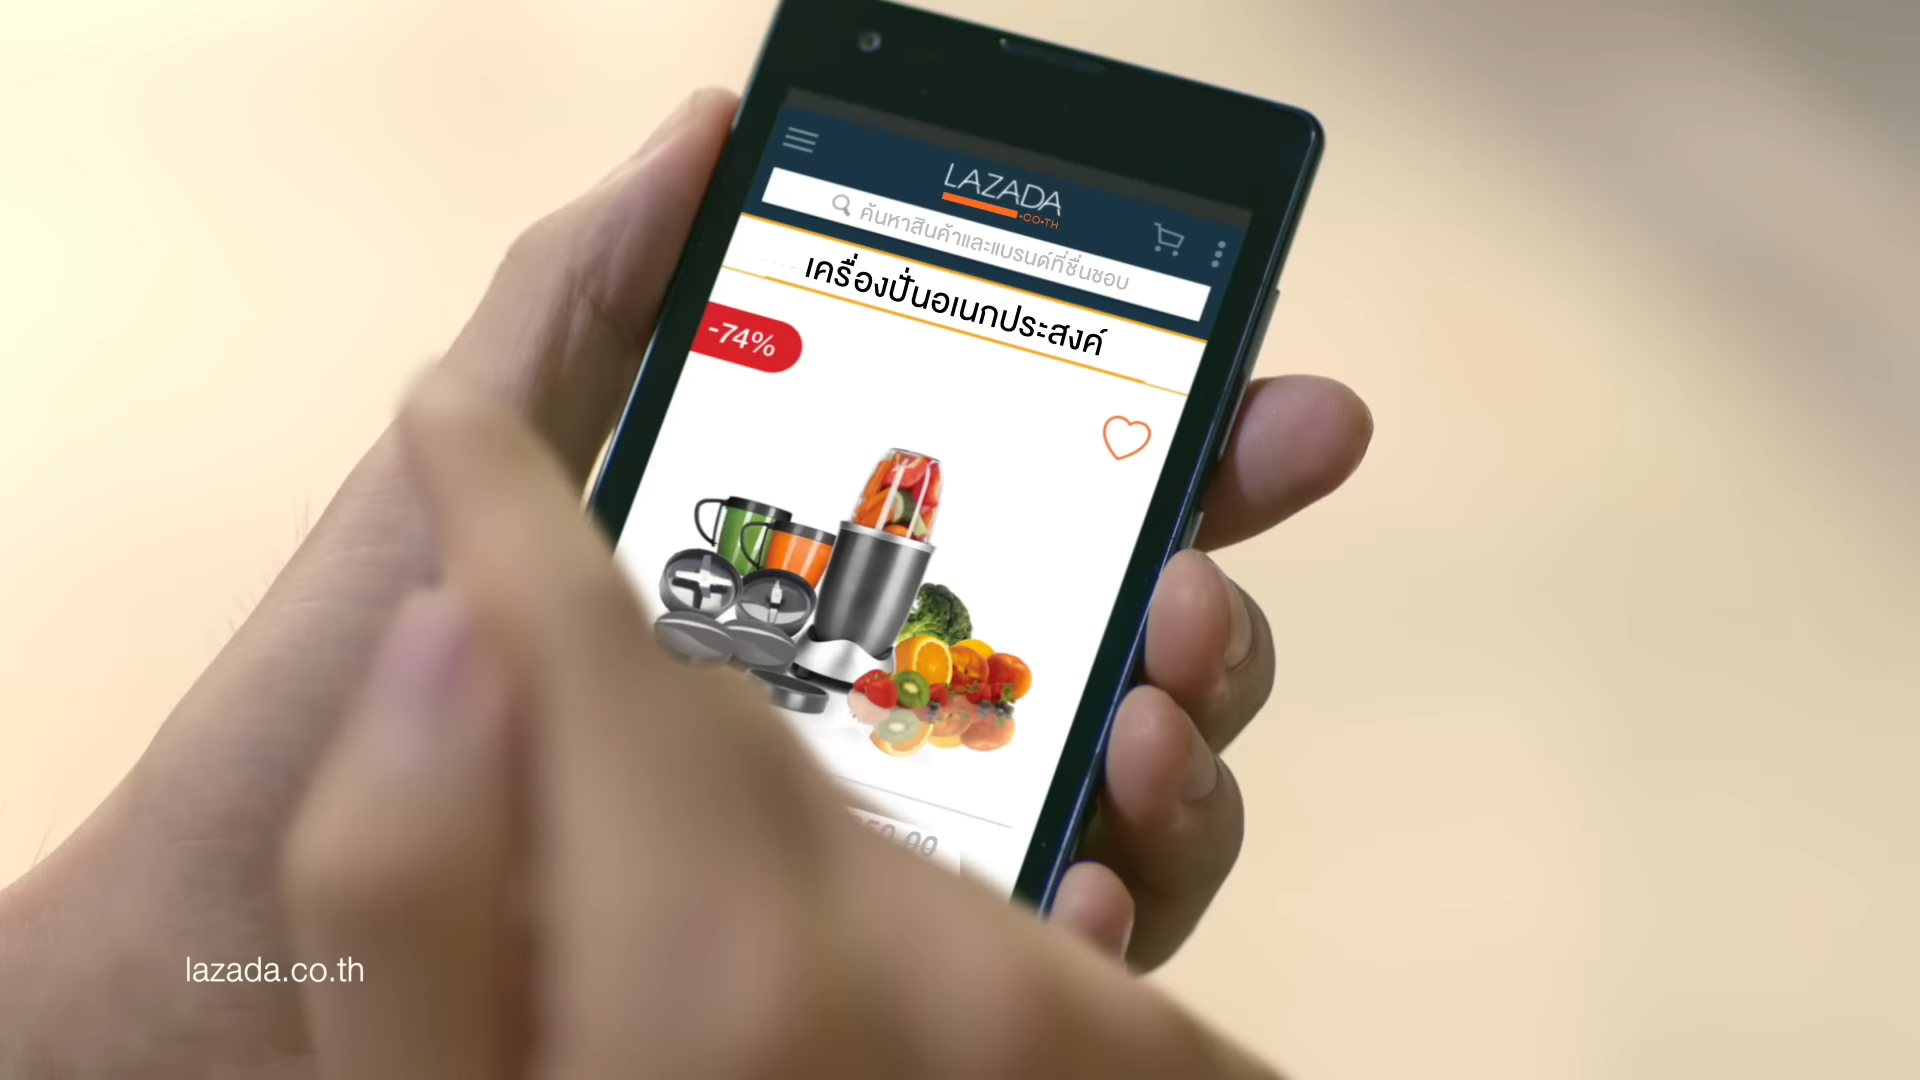 LAZADA
.CO.TH
ค้นหาสินค้าและแบรนด์ที่ชื่นชอบ
เครื่องปั่นอเนกประสงค์
-74%
50.00
lazada.co.th